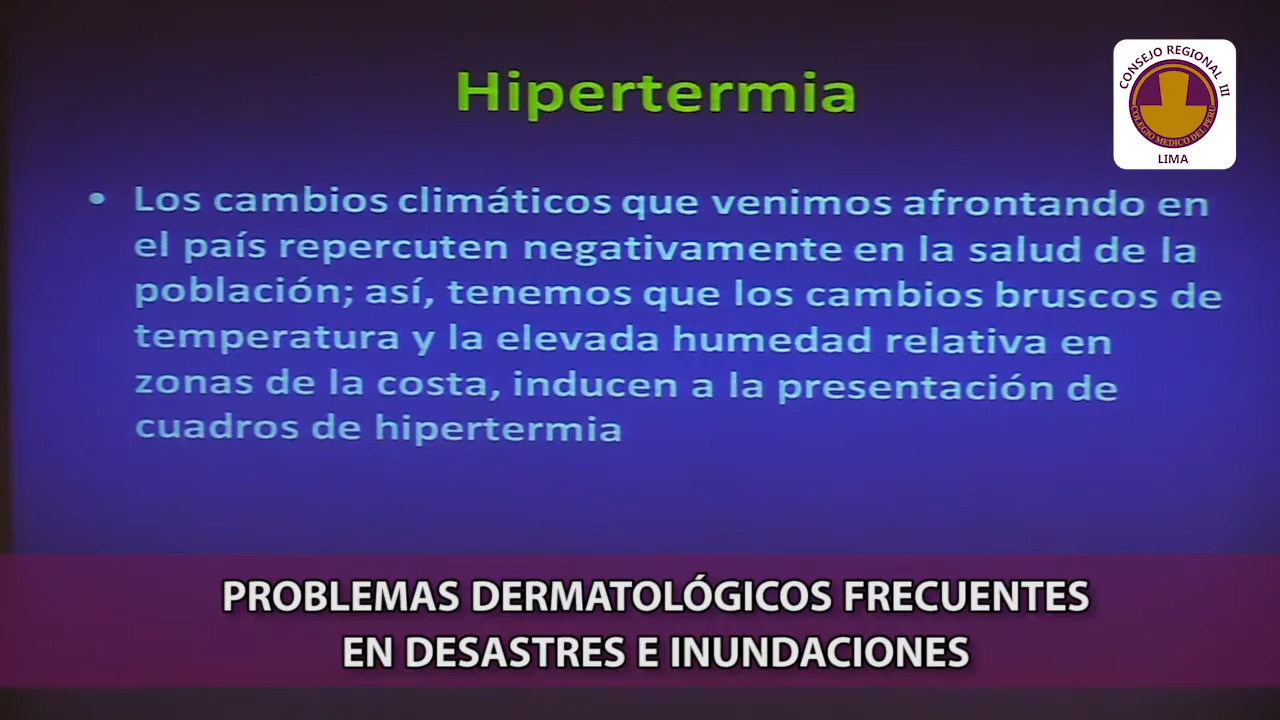 Hipertermia
CONSEJO REGIONAL III
COLEGIO MEDICO DEL PERU
LIMA
• Los cambios climáticos que venimos afrontando en
el país repercuten negativamente en la salud de la
población; así, tenemos que los cambios bruscos de
temperatura y la elevada humedad relativa en
zonas de la costa, inducen a la presentación de
cuadros de hipertermia
PROBLEMAS DERMATOLÓGICOS FRECUENTES
EN DESASTRES E INUNDACIONES